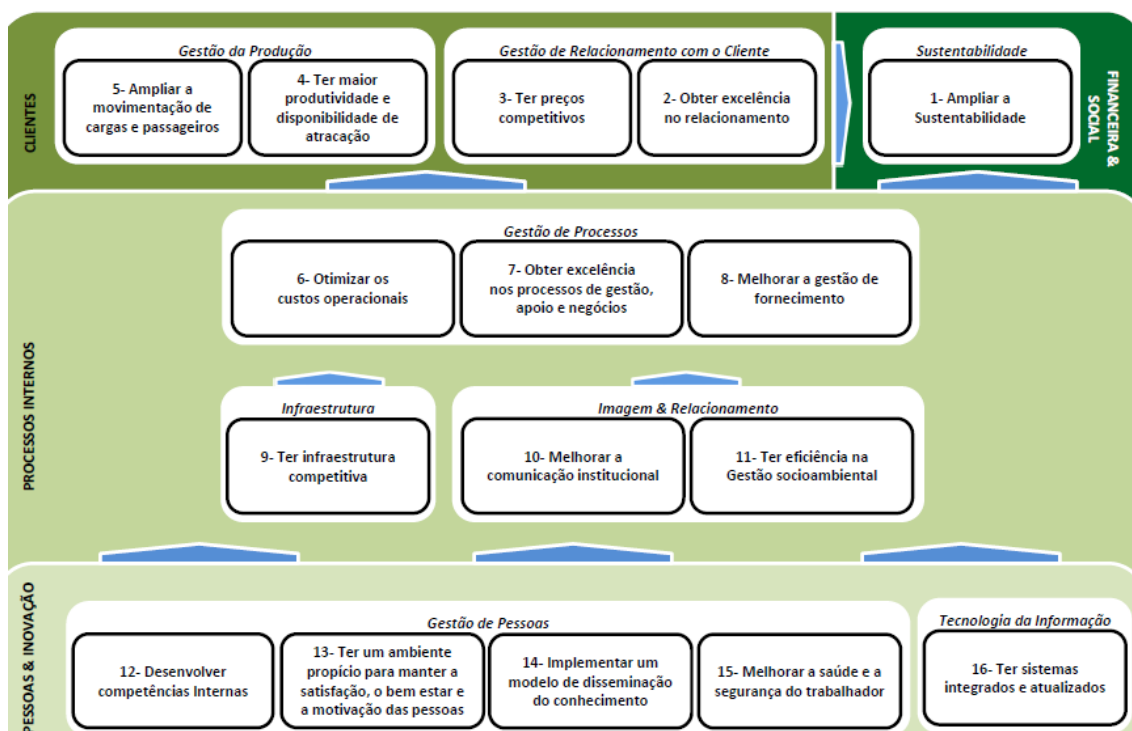 CLIENTES
Gestão da Produção
5- Ampliar a
movimentação de
cargas e passageiros
4- Ter maior
produtividade e
disponibilidade de
atracação
Gestão de Relacionamento com o Cliente
3- Ter preços
competitivos
2- Obter excelência
no relacionamento
Sustentabilidade
1- Ampliar a
Sustentabilidade
FINANCEIRA &
SOCIAL
PROCESSOS INTERNOS
Gestão de Processos
6- Otimizar os
custos operacionais
7- Obter excelência
nos processos de gestão,
apoio e negócios
8- Melhorar a gestão de
fornecimento
Infraestrutura
9- Ter infraestrutura
competitiva
Imagem & Relacionamento
10- Melhorar a
comunicação institucional
11- Ter eficiência na
Gestão socioambiental
PESSOAS & INOVAÇÃO
Gestão de Pessoas
12- Desenvolver
competências Internas
13- Ter um ambiente
propício para manter a
satisfação, o bem estar e
a motivação das pessoas
14- Implementar um
modelo de disseminação
do conhecimento
15- Melhorar a saúde e a
segurança do trabalhador
Tecnologia da Informação
16- Ter sistemas
integrados e atualizados